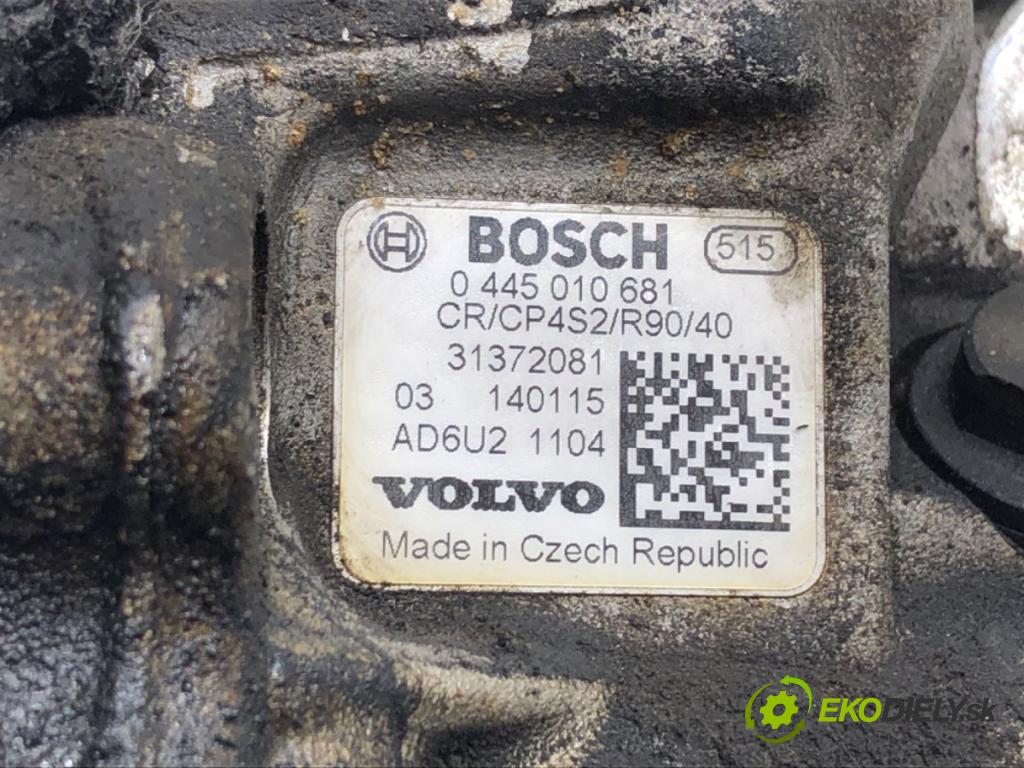 BOSCH 515
0 445 010 681
CR/CP4S2/R90/40
31372081
03 140115
AD6U2 1104
VOLVO
Made in Czech Republic
EKODIELY.sk